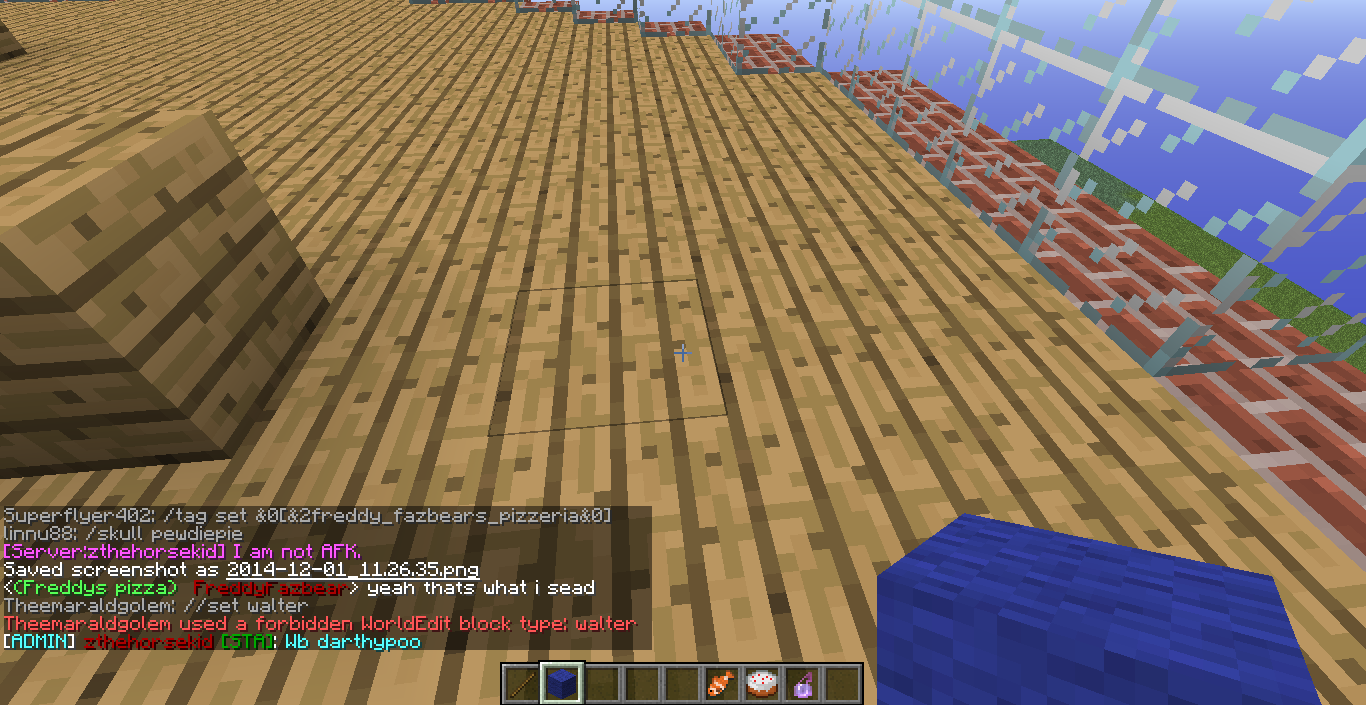 Superflyer402: /tag set &0[&2freddy_fazbears_pizzeria&0]
linnu88: /skull pewdiepie
[Server:zthehorsekid] I am not AFK.
Saved screenshot as 2014-12-01_11.26.35.png
<(Freddys pizza) FreddyFazbear> yeah thats what i sead
Theemaraldgolem: //set walter
Theemaraldgolem used a forbidden WorldEdit block type: walter
[ADMIN] zthehorsekid [STA]: Wb darthypoo